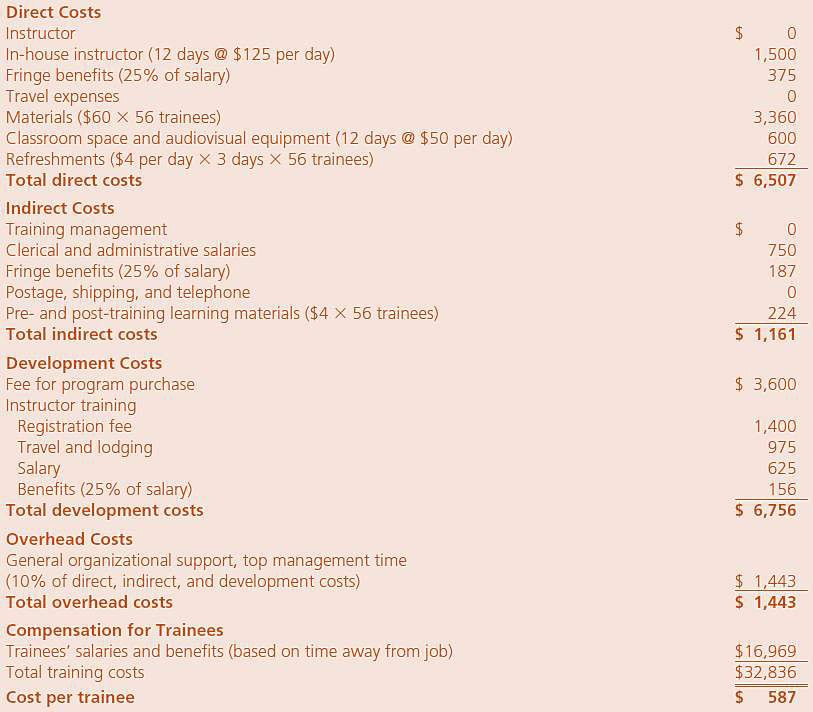 Direct Costs
Instructor $ 0
In-house instructor (12 days @ $125 per day) 1,500
Fringe benefits (25% of salary) 375
Travel expenses 0
Materials ($60 × 56 trainees) 3,360
Classroom space and audiovisual equipment (12 days @ $50 per day) 600
Refreshments ($4 per day × 3 days × 56 trainees) 672
Total direct costs $ 6,507
Indirect Costs
Training management $ 0
Clerical and administrative salaries 750
Fringe benefits (25% of salary) 187
Postage, shipping, and telephone 0
Pre- and post-training learning materials ($4 × 56 trainees) 224
Total indirect costs $ 1,161
Development Costs
Fee for program purchase $ 3,600
Instructor training
Registration fee 1,400
Travel and lodging 975
Salary 625
Benefits (25% of salary) 156
Total development costs $ 6,756
Overhead Costs
General organizational support, top management time
(10% of direct, indirect, and development costs) $ 1,443
Total overhead costs $ 1,443
Compensation for Trainees
Trainees' salaries and benefits (based on time away from job) $16,969
Total training costs $32,836
Cost per trainee $ 587